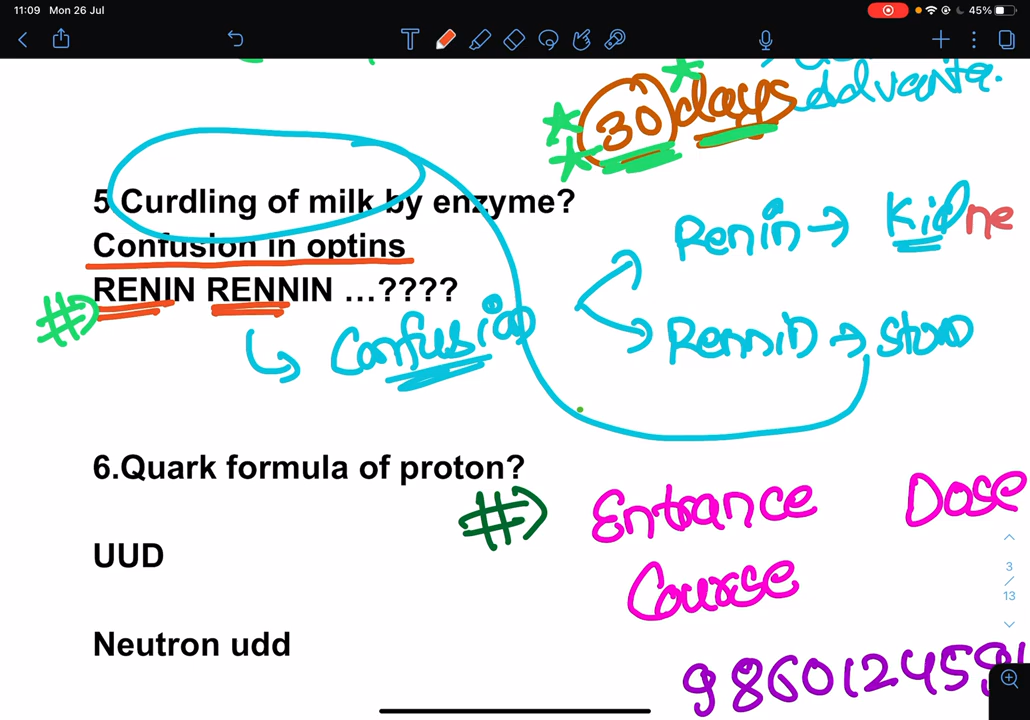 11:09 Mon 26 Jul
45%
30 days
5 Curdling of milk by enzyme?
Confusion in optins
RENIN RENNIN ...????
Confusion
Renin → Kidne
Rennin → Stom
6.Quark formula of proton?
UUD
Neutron udd
Entrance Dose
Course
3
/
13